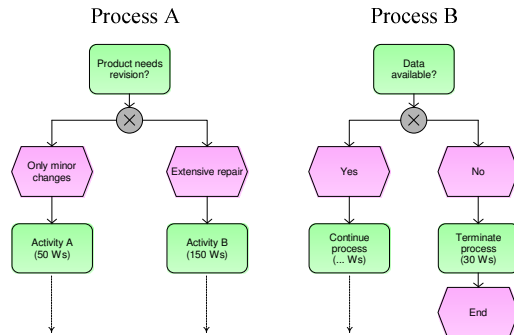 Process A
Process B
Product needs
revision?
Data
available?
Only minor
changes
Extensive repair
Yes
No
Activity A
(50 Ws)
Activity B
(150 Ws)
Continue
process
(... Ws)
Terminate
process
(30 Ws)
End